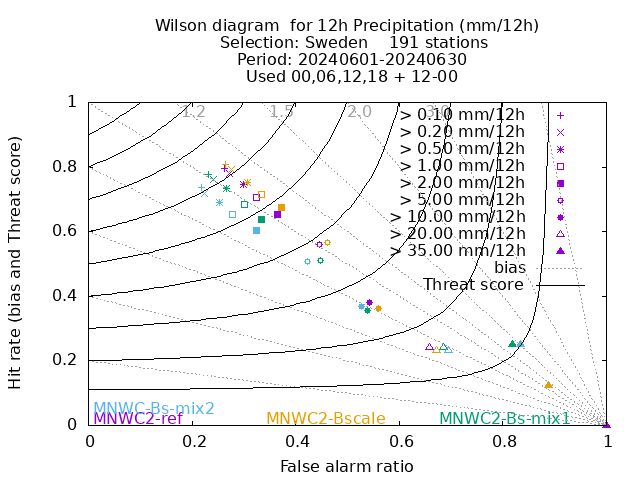 Wilson diagram  for 12h Precipitation (mm/12h)
Selection: Sweden    191 stations
Period: 20240601-20240630
Used 00,06,12,18 + 12-00
Hit rate (bias and Threat score)
1
0.8
0.6
0.4
0.2
0
1.2
1.5
2.0
3.0
> 0.10 mm/12h
> 0.20 mm/12h
> 0.50 mm/12h
> 1.00 mm/12h
> 2.00 mm/12h
> 5.00 mm/12h
> 10.00 mm/12h
> 20.00 mm/12h
> 35.00 mm/12h
bias
Threat score
MNWC-Bs-mix2
MNWC2-ref
MNWC2-Bscale
MNWC2-Bs-mix1
0
0.2
0.4
0.6
0.8
1
False alarm ratio